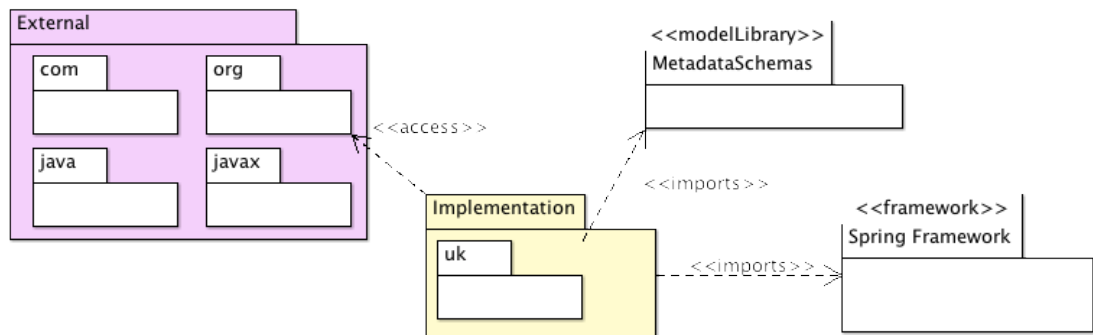 External
com
org
java
javax
<<access>>
<<modelLibrary>>
MetadataSchemas
<<imports>>
Implementation
uk
<<framework>>
Spring Framework
<<imports>>